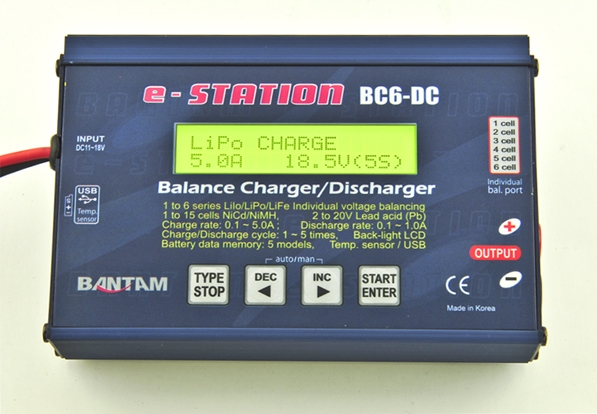 e-STATION BC6-DC
INPUT
DC11~18V
LiPo CHARGE
5.0A 18.5V(5S)
1 cell
2 cell
3 cell
4 cell
5 cell
6 cell
Individual
bal. port
USB
Temp.
sensor
Balance Charger/Discharger
1 to 6 series LiIo/LiPo/LiFe Individual voltage balancing
1 to 15 cells NiCd/NiMH, 2 to 20V Lead acid (Pb)
Charge rate: 0.1 ~ 5.0A ; Discharge rate: 0.1 ~ 1.0A
Charge/Discharge cycle: 1 ~ 5 times, Back-light LCD
Battery data memory: 5 models, Temp. sensor / USB
+
OUTPUT
-
auto/man
BANTAM
TYPE
STOP
DEC
◄
INC
►
START
ENTER
CE
Made in Korea